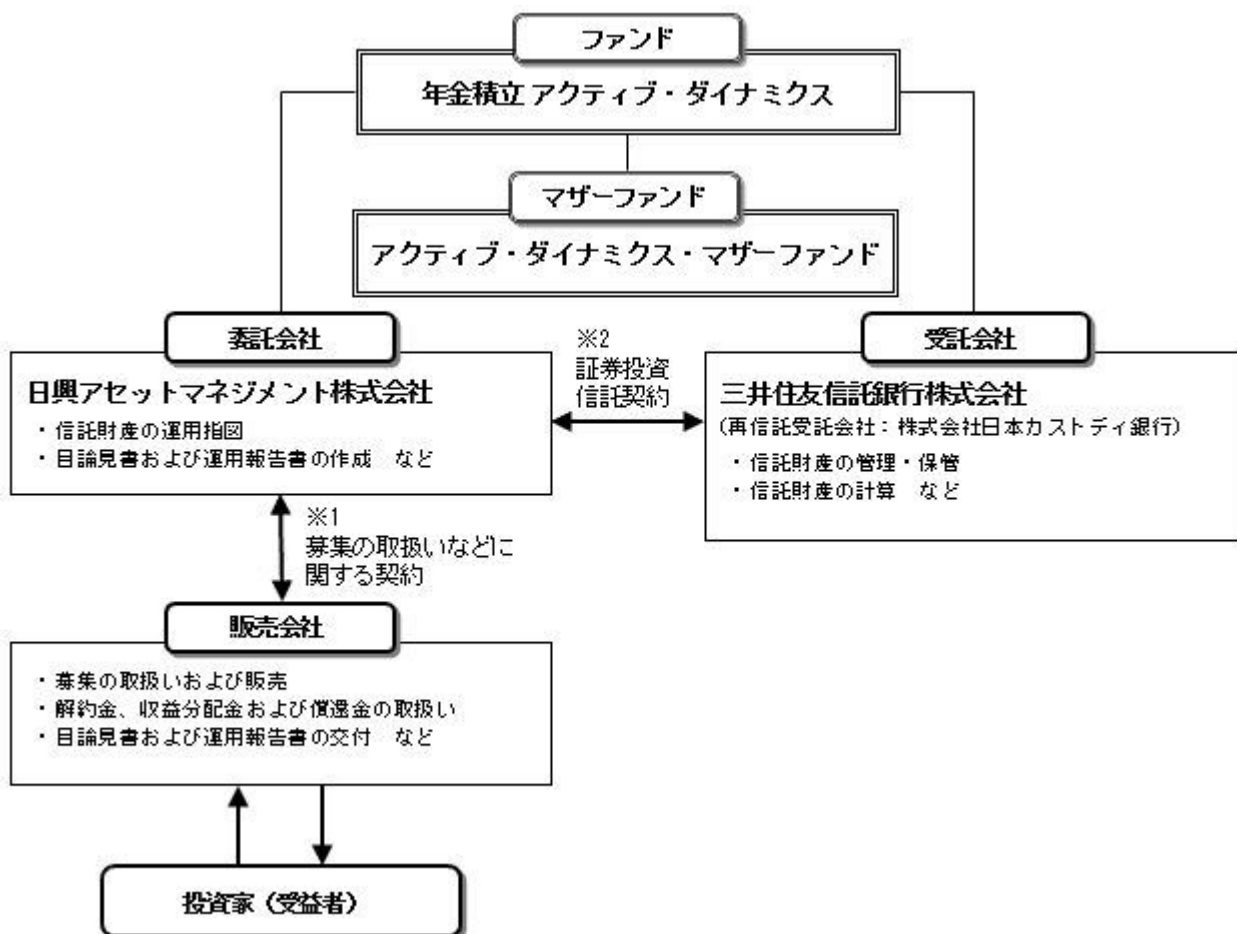 ファンド
年金積立 アクティブ・ダイナミクス
マザーファンド
アクティブ・ダイナミクス・マザーファンド
委託会社
日興アセットマネジメント株式会社
・信託財産の運用指図
・目論見書および運用報告書の作成 など
※2
証券投資
信託契約
受託会社
三井住友信託銀行株式会社
(再信託受託会社：株式会社日本カストディ銀行)
・信託財産の管理・保管
・信託財産の計算 など
※1
募集の取扱いなどに
関する契約
販売会社
・募集の取扱いおよび販売
・解約金、収益分配金および償還金の取扱い
・目論見書および運用報告書の交付 など
投資家（受益者）